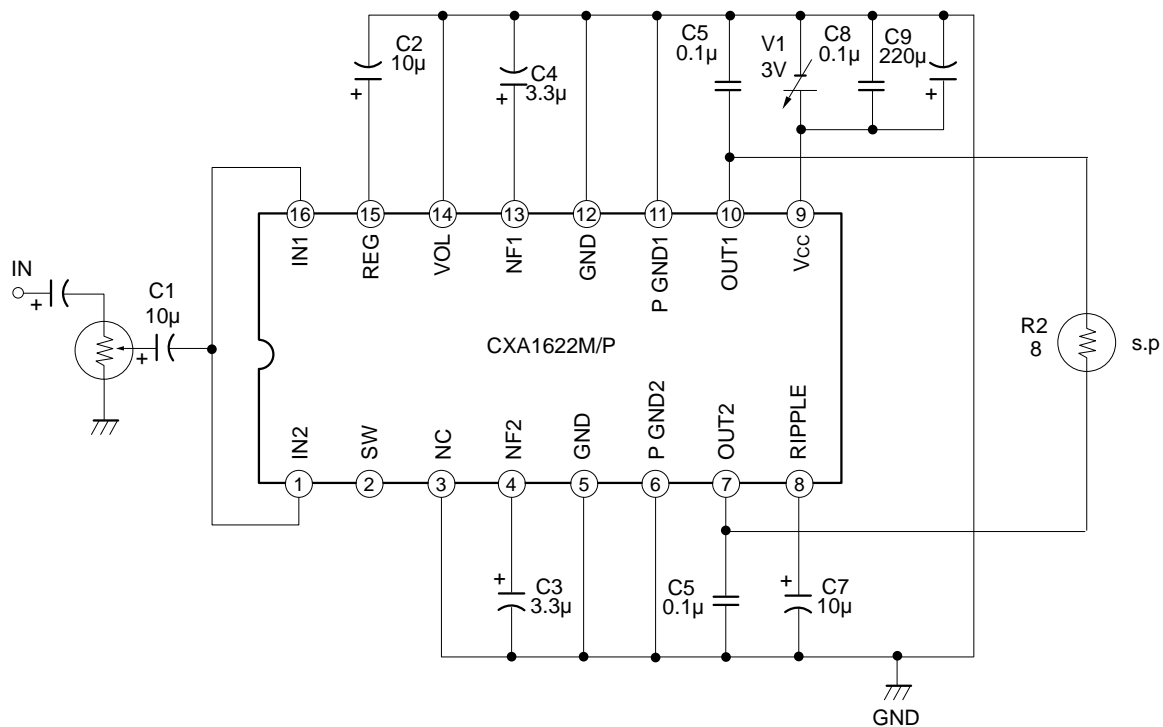 C2
10µ
+
C4
3.3µ
+
C5
0.1µ
V1
3V
C8
0.1µ
C9
220µ
+
16
15
14
13
12
11
10
9
IN1
REG
VOL
NF1
GND
P GND1
OUT1
VCC
IN
+
C1
10µ
+
CXA1622M/P
R2
8
s.p
IN2
SW
NC
NF2
GND
P GND2
OUT2
RIPPLE
1
2
3
4
5
6
7
8
+
C3
3.3µ
C5
0.1µ
+
C7
10µ
GND